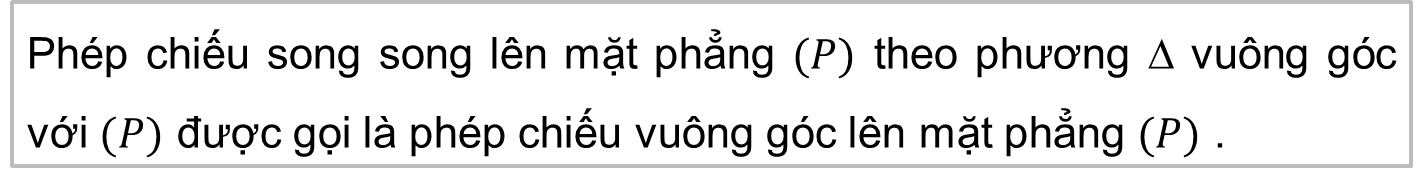 Phép chiếu song song lên mặt phẳng (P) theo phương Δ vuông góc
với (P) được gọi là phép chiếu vuông góc lên mặt phẳng (P) .